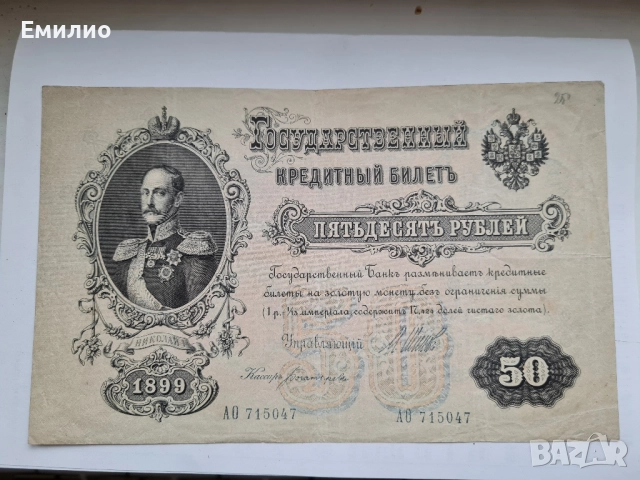 Емилио
Государственный
кредитный билетъ
пятьдесятъ рублей
Государственный Банкъ размѣниваетъ кредитные
билеты на золотую монету безъ ограниченія суммы
(1 р. = 1/15 имперіала, содержитъ 17,424 долей чистаго золота).
Управляющій
Кассиръ
НИКОЛАЙ I
1899
50
АО 715047
АО 715047
BAZAR
bg